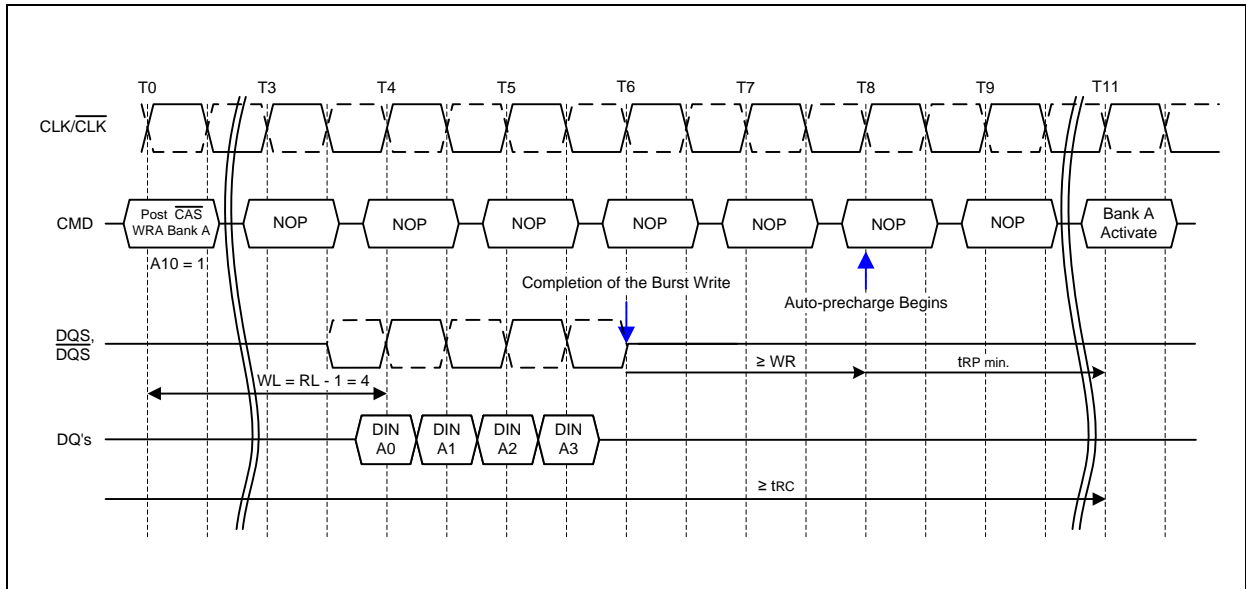 T0 T3 T4 T5 T6 T7 T8 T9 T11
CLK/CLK
CMD
Post CAS
WRA Bank A
NOP NOP NOP NOP NOP NOP NOP
Bank A
Activate
A10 = 1
Completion of the Burst Write
Auto-precharge Begins
DQS,
DQS
≥ WR
tRP min.
WL = RL - 1 = 4
DQ's
DIN
A0
DIN
A1
DIN
A2
DIN
A3
≥ tRC